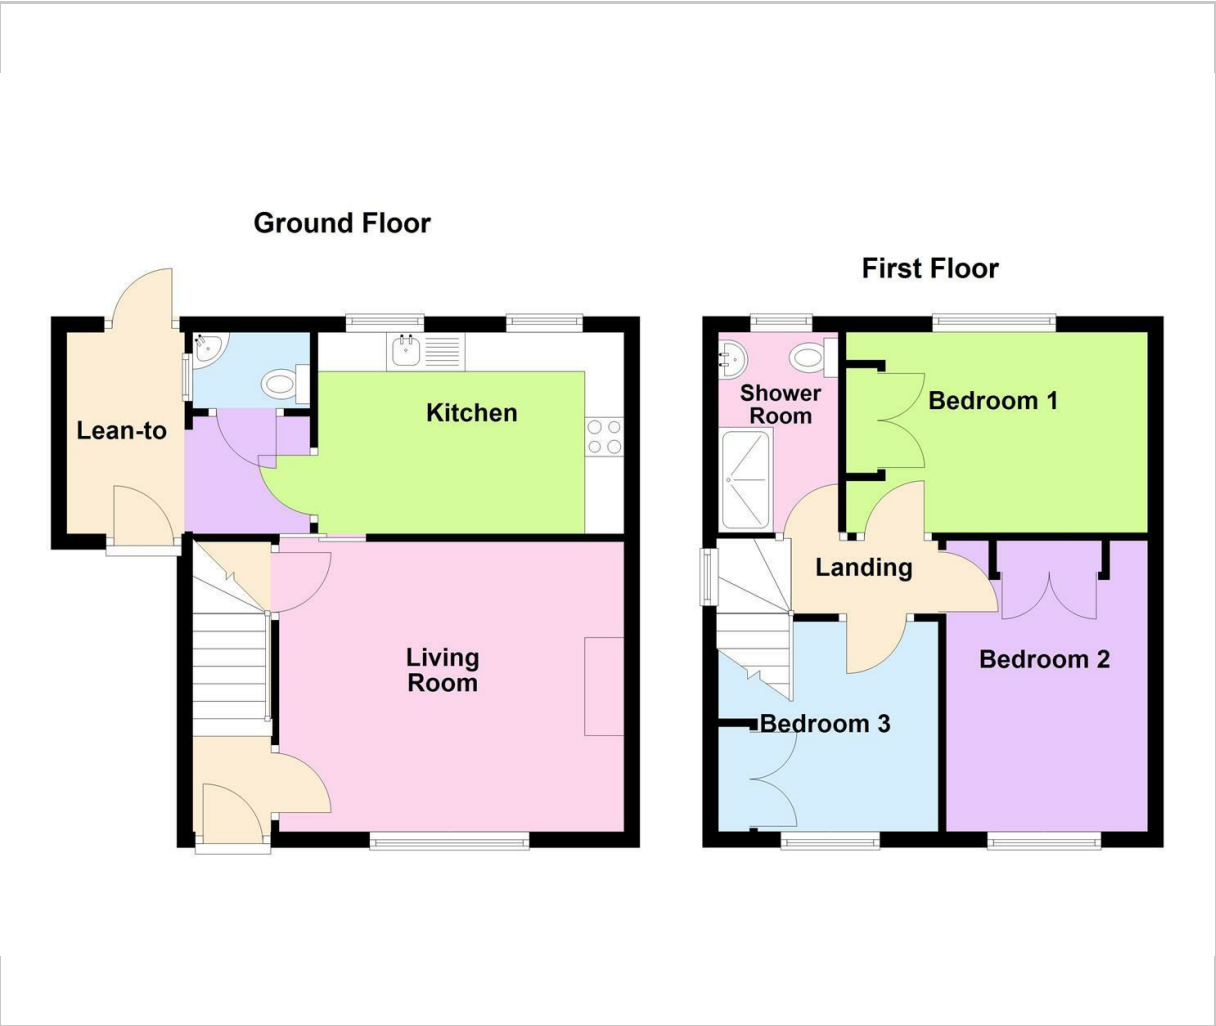 Ground Floor
Lean-to
Kitchen
Living
Room
First Floor
Shower
Room
Bedroom 1
Landing
Bedroom 2
Bedroom 3